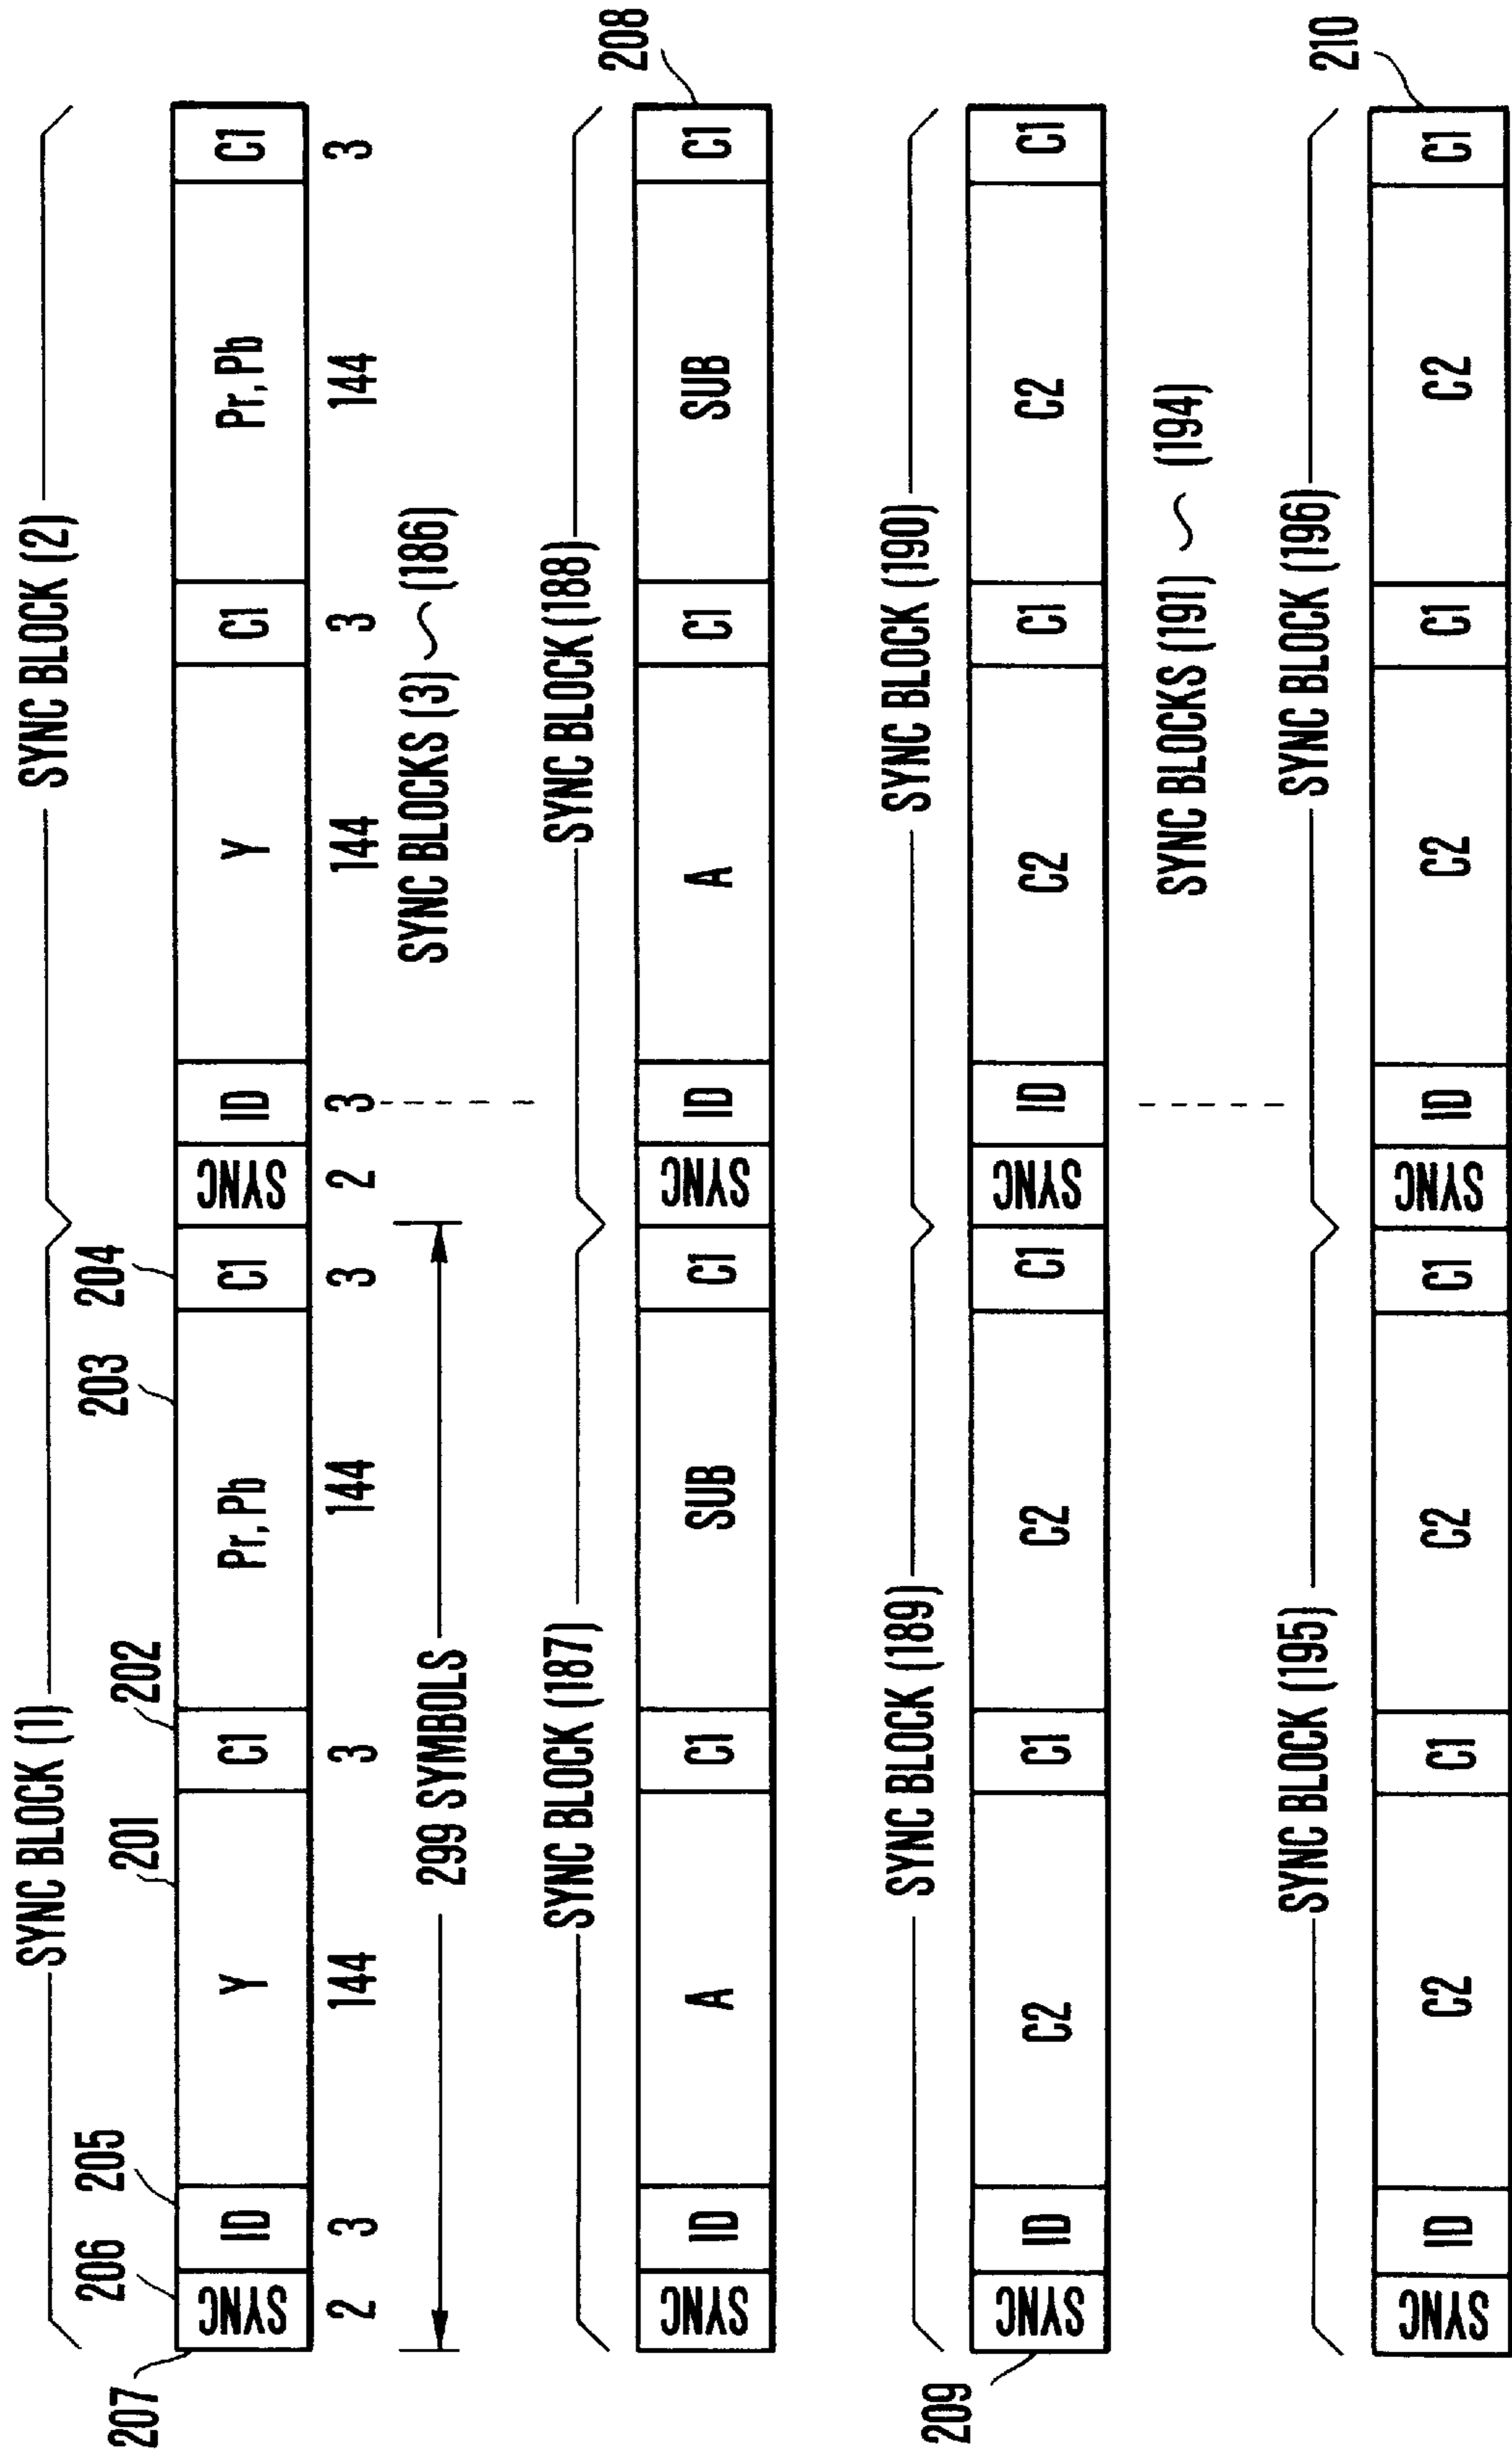 SYNC BLOCK (1) SYNC BLOCK (2)
206 205 201 202 203 204
207
SYNC ID Y C1 Pr, Pb C1 SYNC ID Y C1 Pr, Pb C1
2 3 144 3 144 3 2 3 144 3 144 3
299 SYMBOLS SYNC BLOCKS (3) ~ (186)
SYNC BLOCK (187) SYNC BLOCK (188)
208
SYNC ID A C1 SUB C1 SYNC ID A C1 SUB C1
SYNC BLOCK (189) SYNC BLOCK (190)
209
SYNC ID C2 C1 C2 C1 SYNC ID C2 C1 C2 C1
SYNC BLOCKS (191) ~ (194)
SYNC BLOCK (195) SYNC BLOCK (196)
210
SYNC ID C2 C1 C2 C1 SYNC ID C2 C1 C2 C1